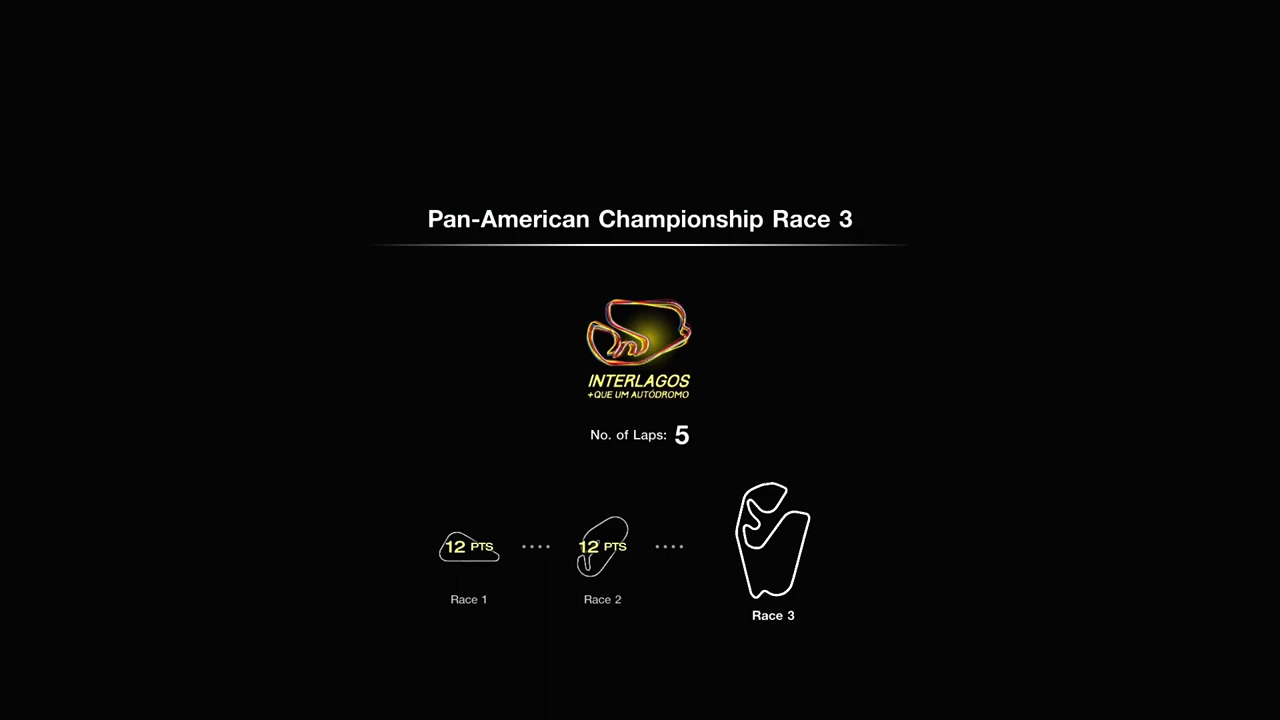 Pan-American Championship Race 3
INTERLAGOS
+QUE UM AUTÓDROMO
No. of Laps: 5
12 PTS
12 PTS
Race 1
Race 2
Race 3